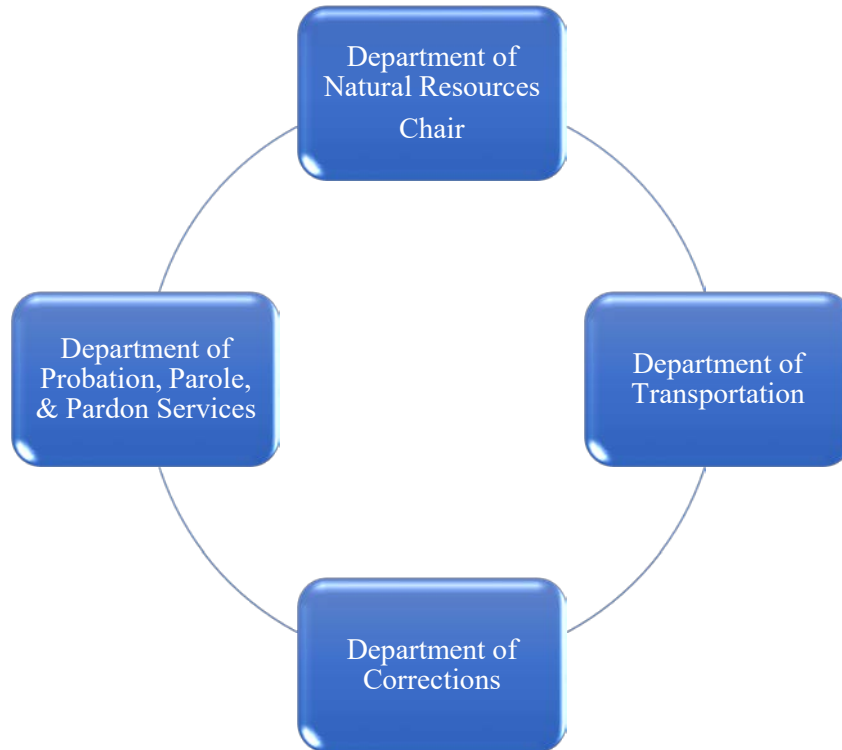 Department of
Natural Resources
Chair
Department of
Probation, Parole,
& Pardon Services
Department of
Transportation
Department of
Corrections